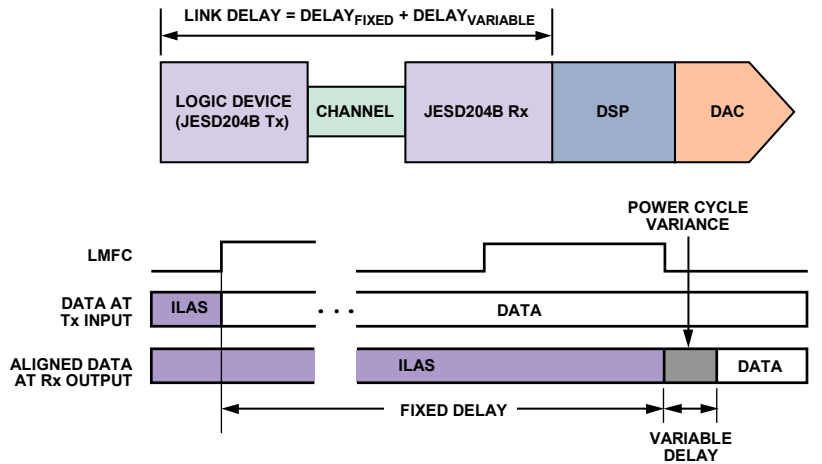 LINK DELAY = DELAYFIXED + DELAYVARIABLE
LOGIC DEVICE
(JESD204B Tx)
CHANNEL
JESD204B Rx
DSP
DAC
POWER CYCLE
VARIANCE
LMFC
DATA AT
Tx INPUT
ILAS
. . .
DATA
ALIGNED DATA
AT Rx OUTPUT
ILAS
DATA
FIXED DELAY
VARIABLE
DELAY